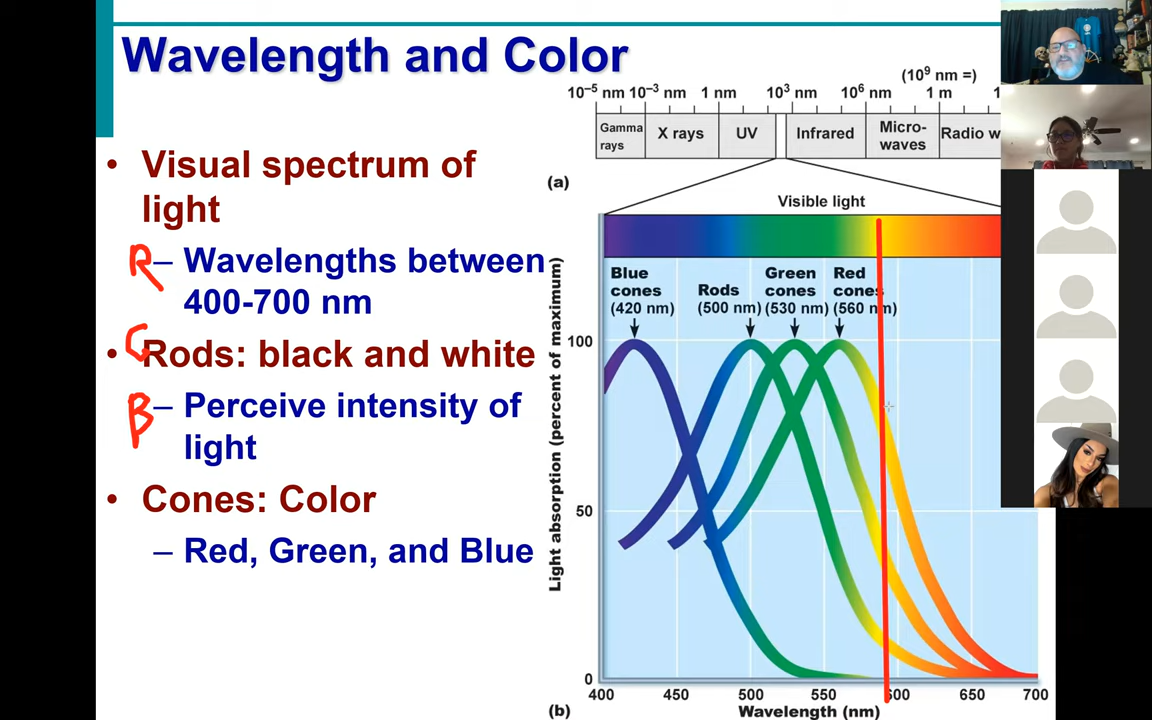 Wavelength and Color
• Visual spectrum of
light
R
– Wavelengths between
400-700 nm
G
• Rods: black and white
B
– Perceive intensity of
light
• Cones: Color
– Red, Green, and Blue
(10⁹ nm =)
10⁻⁵ nm 10⁻³ nm 1 nm 10³ nm 10⁶ nm 1 m 1
Gamma rays X rays UV Infrared Micro-waves Radio w
(a)
Visible light
Blue cones (420 nm)
Rods (500 nm)
Green cones (530 nm)
Red cones (560 nm)
Light absorption (percent of maximum)
100
50
0
400 450 500 550 600 650 700
(b) Wavelength (nm)